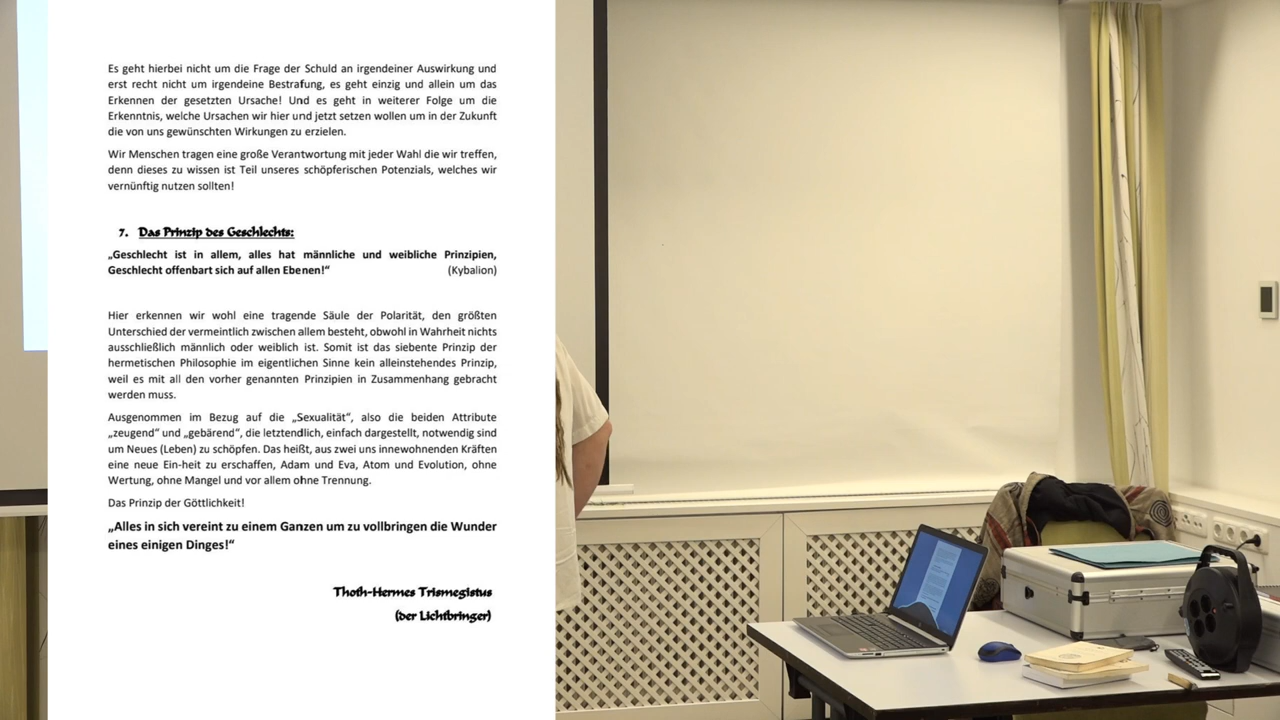 Es geht hierbei nicht um die Frage der Schuld an irgendeiner Auswirkung und
erst recht nicht um irgendeine Bestrafung, es geht einzig und allein um das
Erkennen der gesetzten Ursache! Und es geht in weiterer Folge um die
Erkenntnis, welche Ursachen wir hier und jetzt setzen wollen um in der Zukunft
die von uns gewünschten Wirkungen zu erzielen.
Wir Menschen tragen eine große Verantwortung mit jeder Wahl die wir treffen,
denn dieses zu wissen ist Teil unseres schöpferischen Potenzials, welches wir
vernünftig nutzen sollten!
7. Das Prinzip des Geschlechts:
„Geschlecht ist in allem, alles hat männliche und weibliche Prinzipien,
Geschlecht offenbart sich auf allen Ebenen!“ (Kybalion)
Hier erkennen wir wohl eine tragende Säule der Polarität, den größten
Unterschied der vermeintlich zwischen allem besteht, obwohl in Wahrheit nichts
ausschließlich männlich oder weiblich ist. Somit ist das siebente Prinzip der
hermetischen Philosophie im eigentlichen Sinne kein alleinstehendes Prinzip,
weil es mit all den vorher genannten Prinzipien in Zusammenhang gebracht
werden muss.
Ausgenommen im Bezug auf die „Sexualität“, also die beiden Attribute
„zeugend“ und „gebärend“, die letztendlich, einfach dargestellt, notwendig sind
um Neues (Leben) zu schöpfen. Das heißt, aus zwei uns innewohnenden Kräften
eine neue Ein-heit zu erschaffen, Adam und Eva, Atom und Evolution, ohne
Wertung, ohne Mangel und vor allem ohne Trennung.
Das Prinzip der Göttlichkeit!
„Alles in sich vereint zu einem Ganzen um zu vollbringen die Wunder
eines einigen Dinges!“
Thoth-Hermes Trismegistus
(der Lichtbringer)